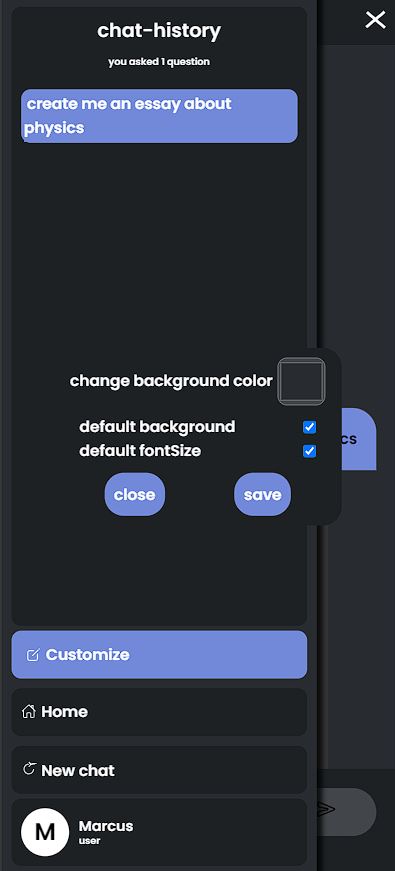 chat-history
you asked 1 question
create me an essay about
physics
change background color
default background
cs
default fontSize
close save
Customize
Home
New chat
M
Marcus
user